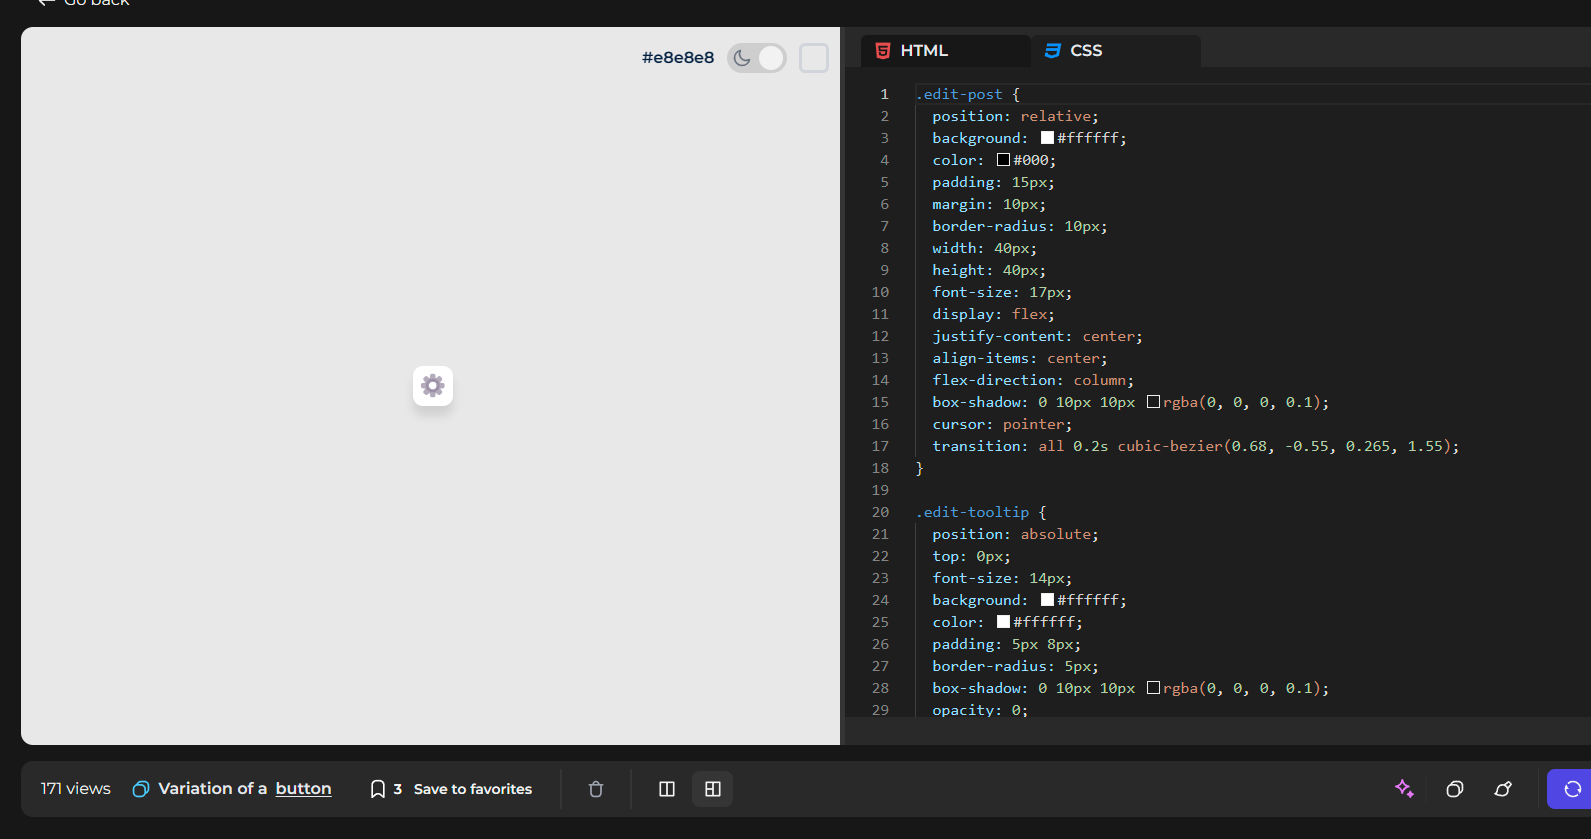 Go back
#e8e8e8
HTML
CSS
1 .edit-post {
2 position: relative;
3 background: #ffffff;
4 color: #000;
5 padding: 15px;
6 margin: 10px;
7 border-radius: 10px;
8 width: 40px;
9 height: 40px;
10 font-size: 17px;
11 display: flex;
12 justify-content: center;
13 align-items: center;
14 flex-direction: column;
15 box-shadow: 0 10px 10px rgba(0, 0, 0, 0.1);
16 cursor: pointer;
17 transition: all 0.2s cubic-bezier(0.68, -0.55, 0.265, 1.55);
18 }
19
20 .edit-tooltip {
21 position: absolute;
22 top: 0px;
23 font-size: 14px;
24 background: #ffffff;
25 color: #ffffff;
26 padding: 5px 8px;
27 border-radius: 5px;
28 box-shadow: 0 10px 10px rgba(0, 0, 0, 0.1);
29 opacity: 0;
171 views
Variation of a button
3 Save to favorites